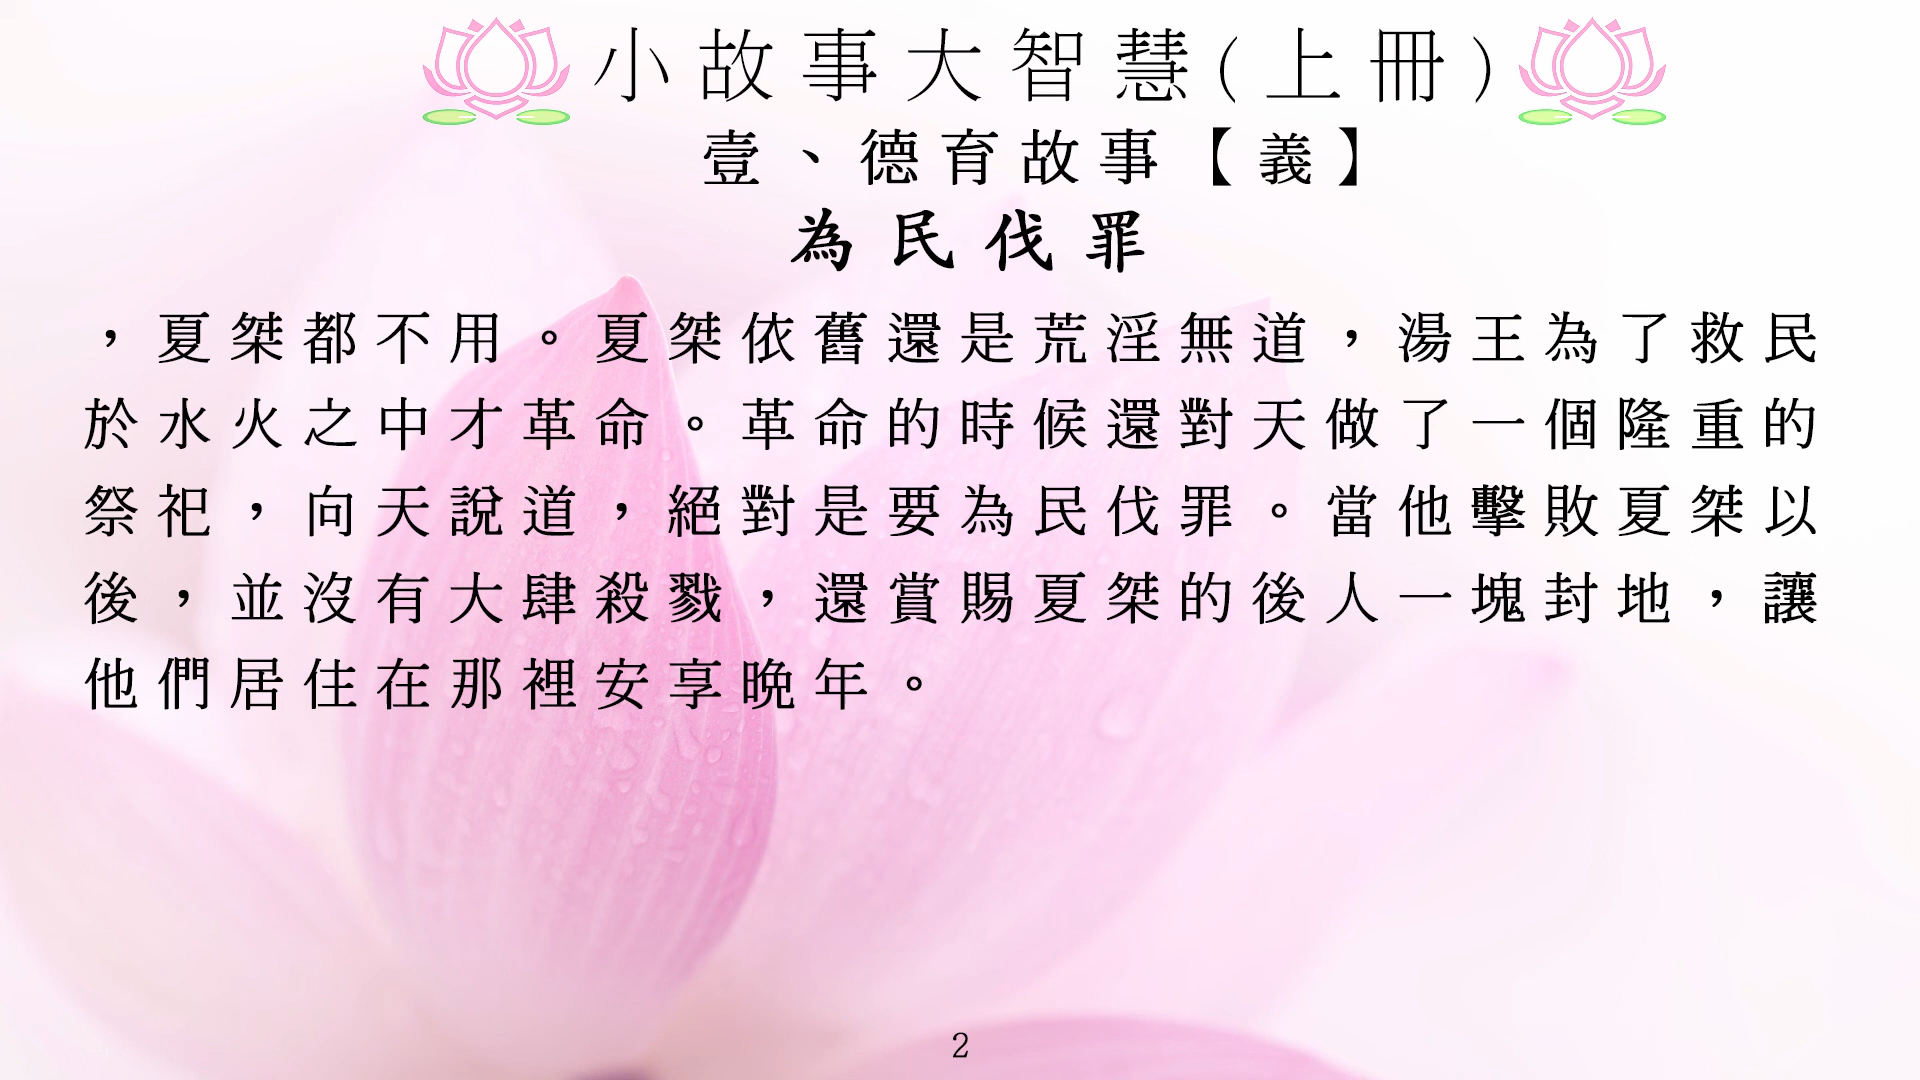 小故事大智慧(上冊)
壹、德育故事【義】
為民伐罪
，夏桀都不用。夏桀依舊還是荒淫無道，湯王為了救民
於水火之中才革命。革命的時候還對天做了一個隆重的
祭祀，向天說道，絕對是要為民伐罪。當他擊敗夏桀以
後，並沒有大肆殺戮，還賞賜夏桀的後人一塊封地，讓
他們居住在那裡安享晚年。
2